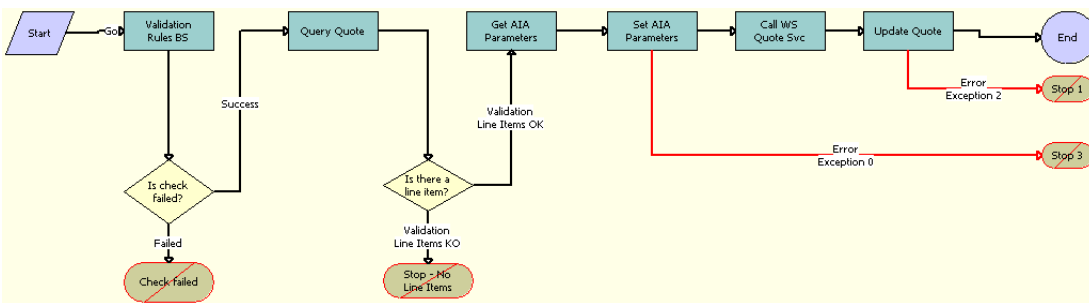 Start
Go
Validation
Rules BS
Query Quote
Get AIA
Parameters
Set AIA
Parameters
Call WS
Quote Svc
Update Quote
End
Error
Exception 2
Stop 1
Success
Validation
Line Items OK
Error
Exception 0
Stop 3
Is check
failed?
Is there a
line item?
Failed
Validation
Line Items KO
Check failed
Stop - No
Line Items